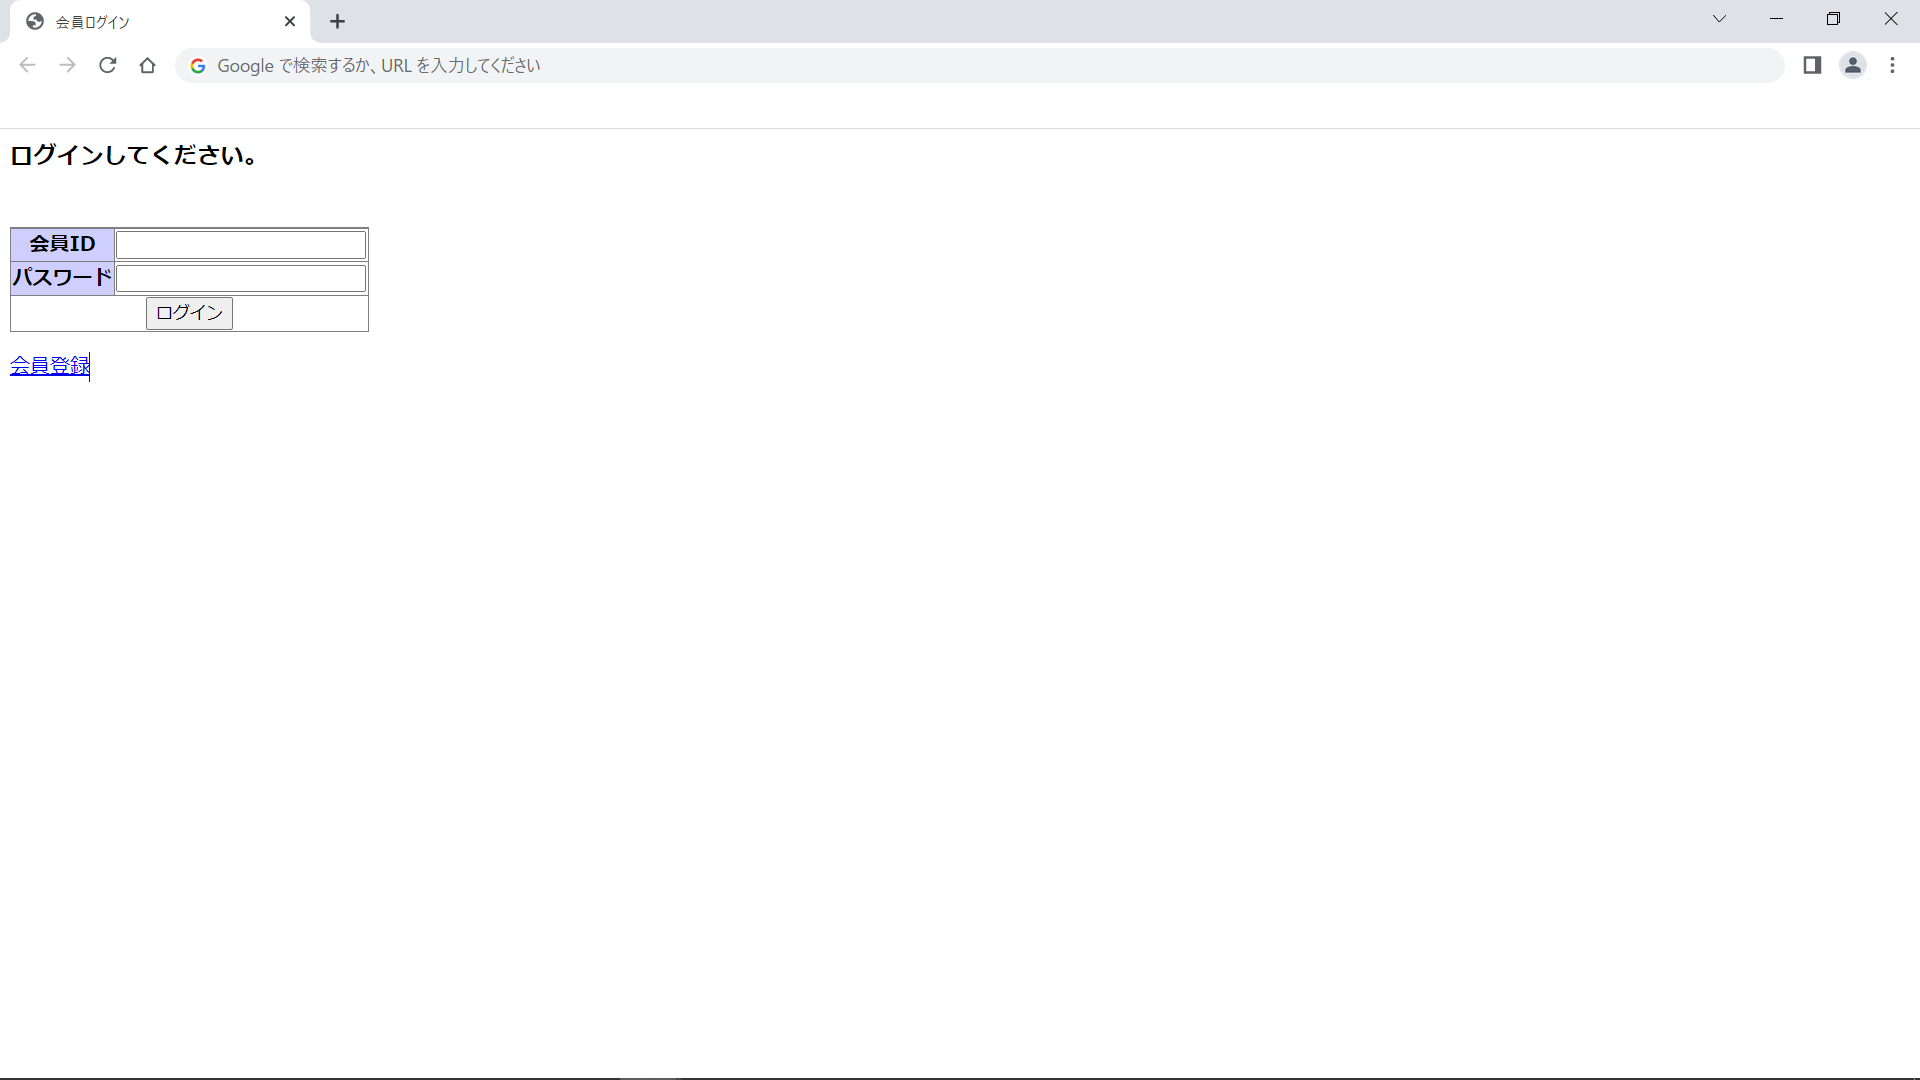 会員ログイン
Google で検索するか、URL を入力してください
ログインしてください。
会員ID
パスワード
ログイン
会員登録